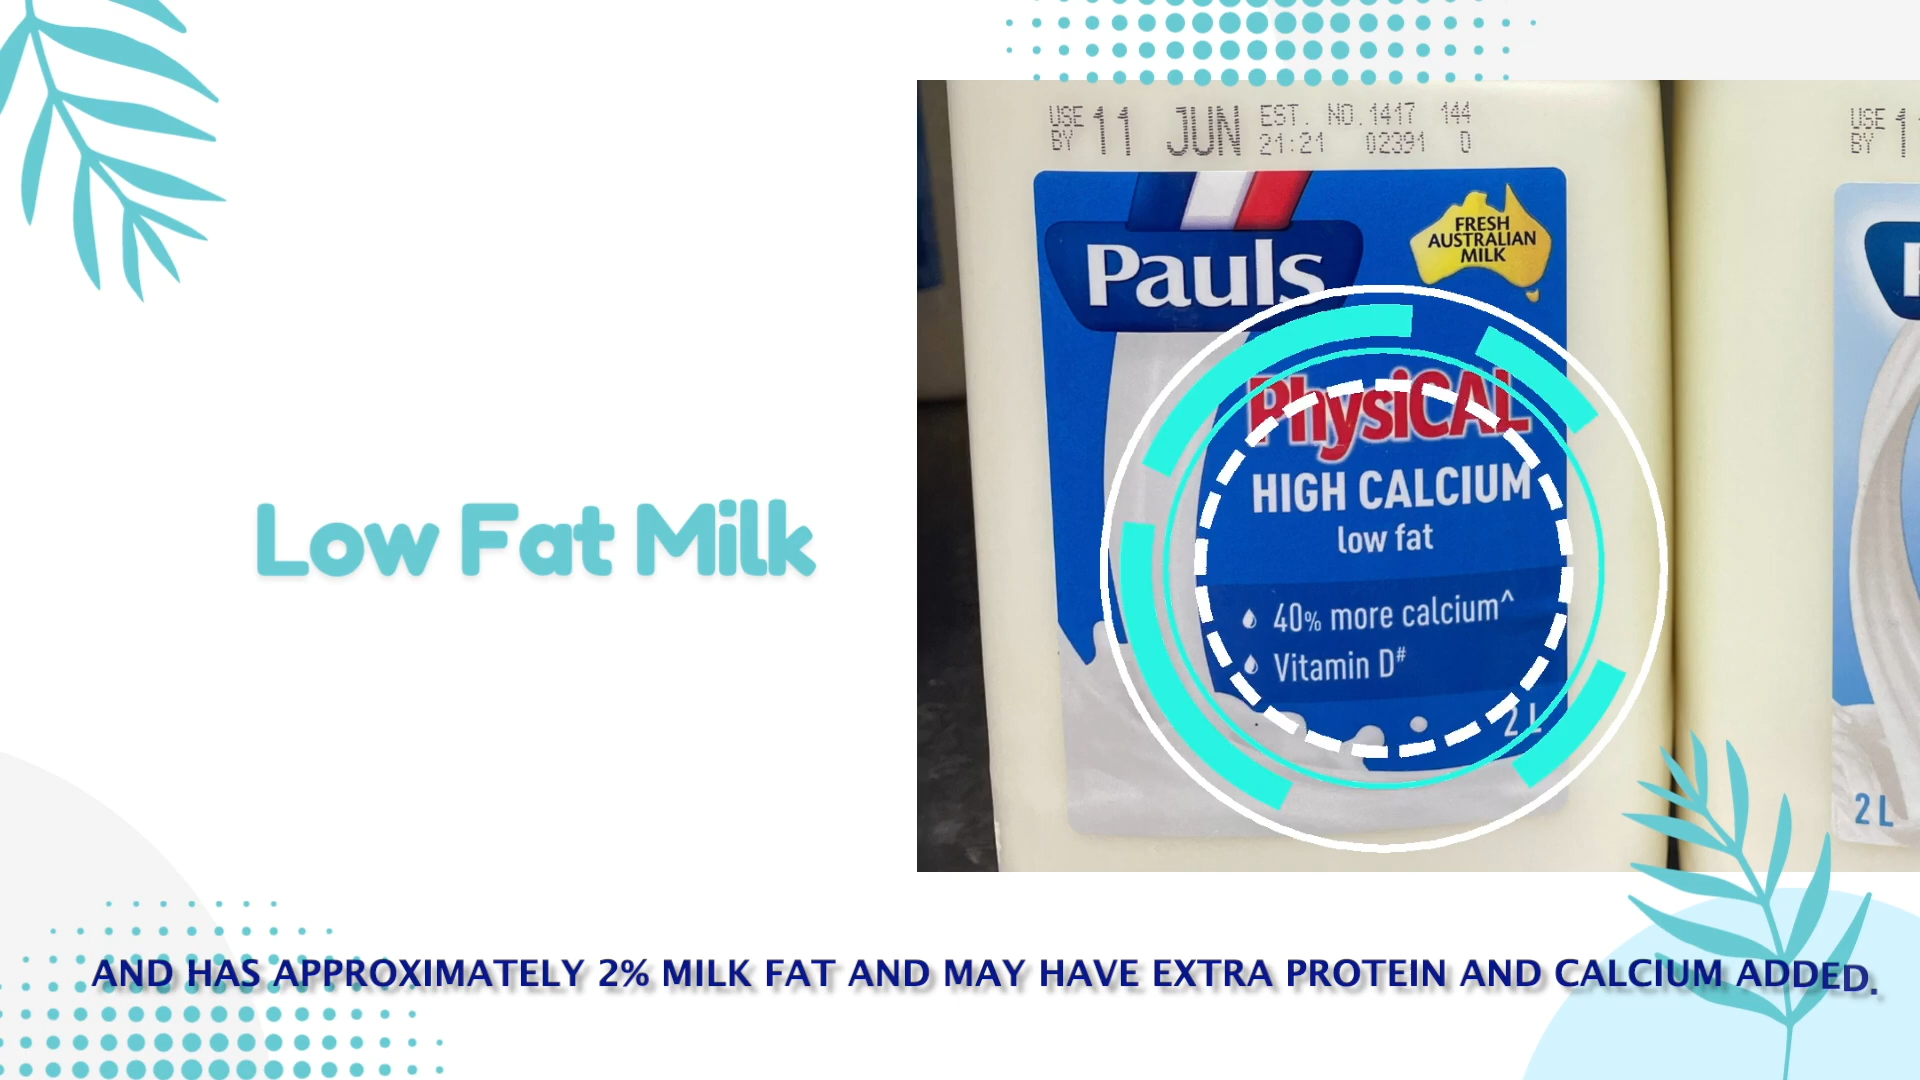 USE BY 11 JUN EST. NO. 1417 144
21:21 02391 D
Pauls
FRESH
AUSTRALIAN
MILK
PhysiCAL
HIGH CALCIUM
low fat
40% more calcium^
Vitamin D#
2 L
USE BY 1
2 L
Low Fat Milk
AND HAS APPROXIMATELY 2% MILK FAT AND MAY HAVE EXTRA PROTEIN AND CALCIUM ADDED.